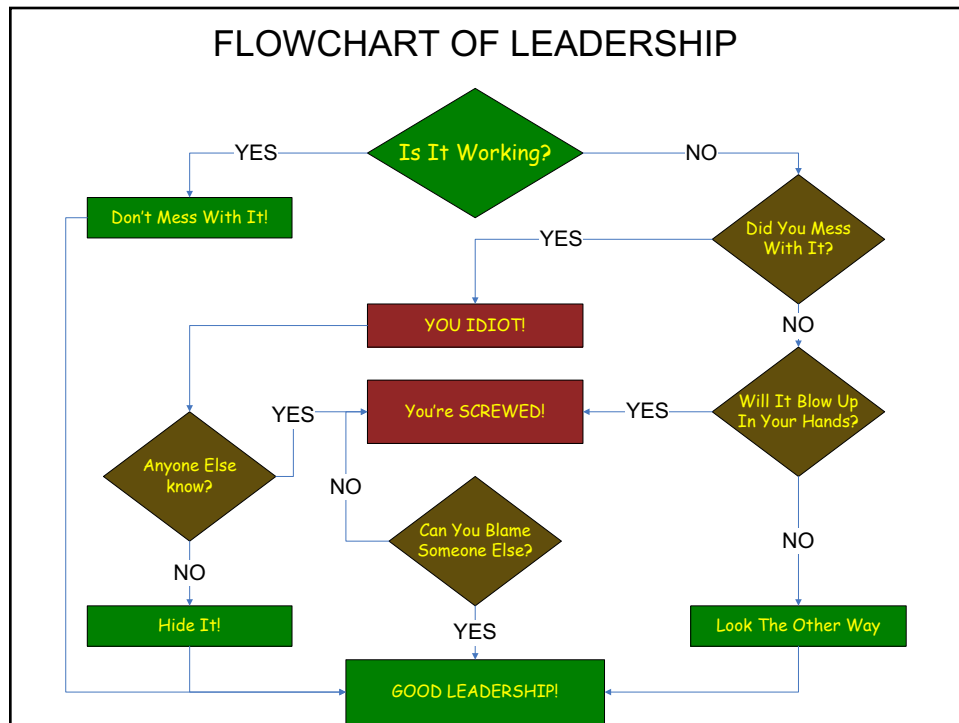 FLOWCHART OF LEADERSHIP
Is It Working?
YES
NO
Don't Mess With It!
Did You Mess
With It?
YES
YOU IDIOT!
NO
You're SCREWED!
YES
YES
Will It Blow Up
In Your Hands?
Anyone Else
know?
NO
Can You Blame
Someone Else?
NO
NO
Hide It!
YES
Look The Other Way
GOOD LEADERSHIP!